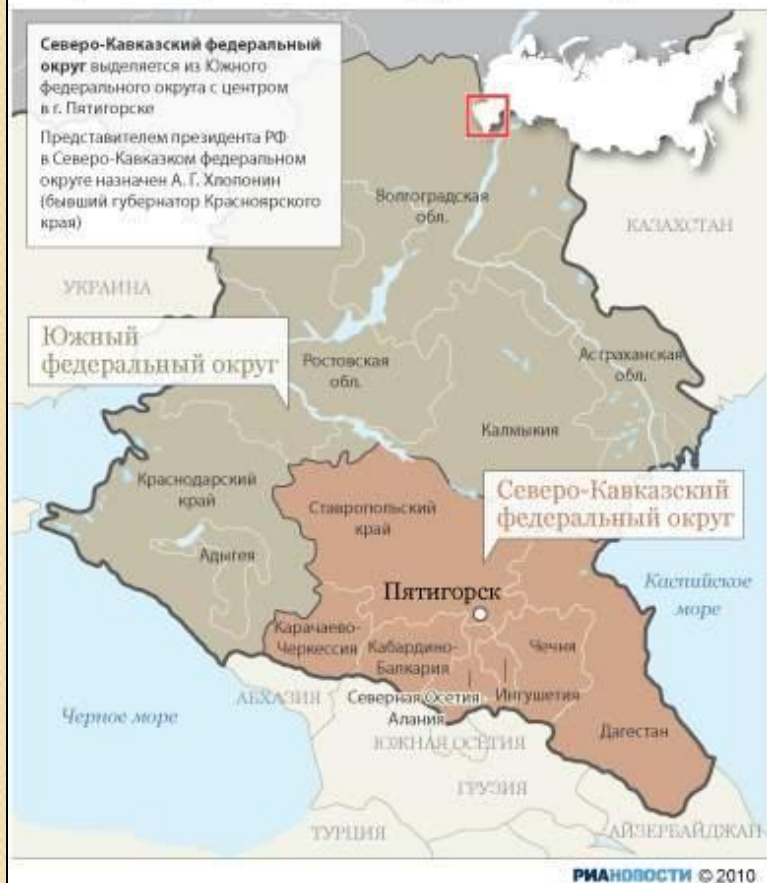 Северо-Кавказский федеральный
округ выделяется из Южного
федерального округа с центром
в г. Пятигорске
Представителем президента РФ
в Северо-Кавказком федеральном
округе назначен А. Г. Хлопонин
(бывший губернатор Красноярского
края)
Волгоградская
обл.
КАЗАХСТАН
УКРАИНА
Южный
федеральный округ
Ростовская
обл.
Астраханская
обл.
Калмыкия
Краснодарский
край
Северо-Кавказский
федеральный округ
Ставропольский
край
Адыгея
Пятигорск
Каспийское
море
Карачаево-
Черкессия
Кабардино-
Балкария
Чечня
АБХАЗИЯ
Северная Осетия
Алания
Ингушетия
Черное море
Дагестан
ЮЖНАЯ ОСЕТИЯ
ГРУЗИЯ
ТУРЦИЯ
АЙЗЕРБАЙДЖАН
РИАНОВОСТИ © 2010